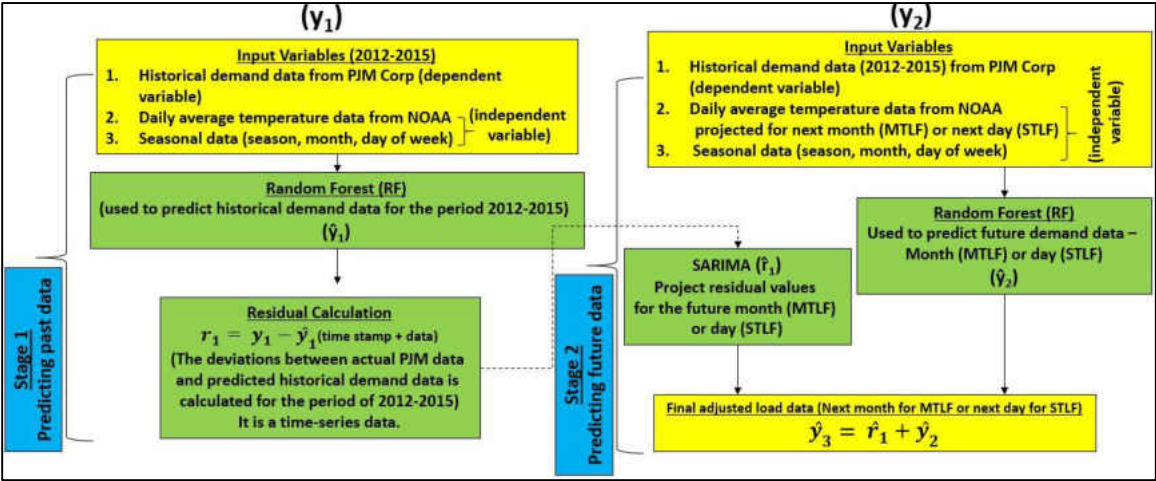 (y₁)
Input Variables (2012-2015)
1. Historical demand data from PJM Corp (dependent
variable)
2. Daily average temperature data from NOAA
3. Seasonal data (season, month, day of week)
(independent
variable)
Random Forest (RF)
(used to predict historical demand data for the period 2012-2015)
(ŷ₁)
Residual Calculation
r₁ = y₁ − ŷ₁(time stamp + data)
(The deviations between actual PJM data
and predicted historical demand data is
calculated for the period of 2012-2015)
It is a time-series data.
Stage 1
Predicting past data
(y₂)
Input Variables
1. Historical demand data (2012-2015) from PJM Corp
(dependent variable)
2. Daily average temperature data from NOAA
projected for next month (MTLF) or next day (STLF)
3. Seasonal data (season, month, day of week)
(independent
variable)
Random Forest (RF)
Used to predict future demand data –
Month (MTLF) or day (STLF)
(ŷ₂)
SARIMA (r̂₁)
Project residual values
for the future month (MTLF)
or day (STLF)
Stage 2
Predicting future data
Final adjusted load data (Next month for MTLF or next day for STLF)
ŷ₃ = r̂₁ + ŷ₂